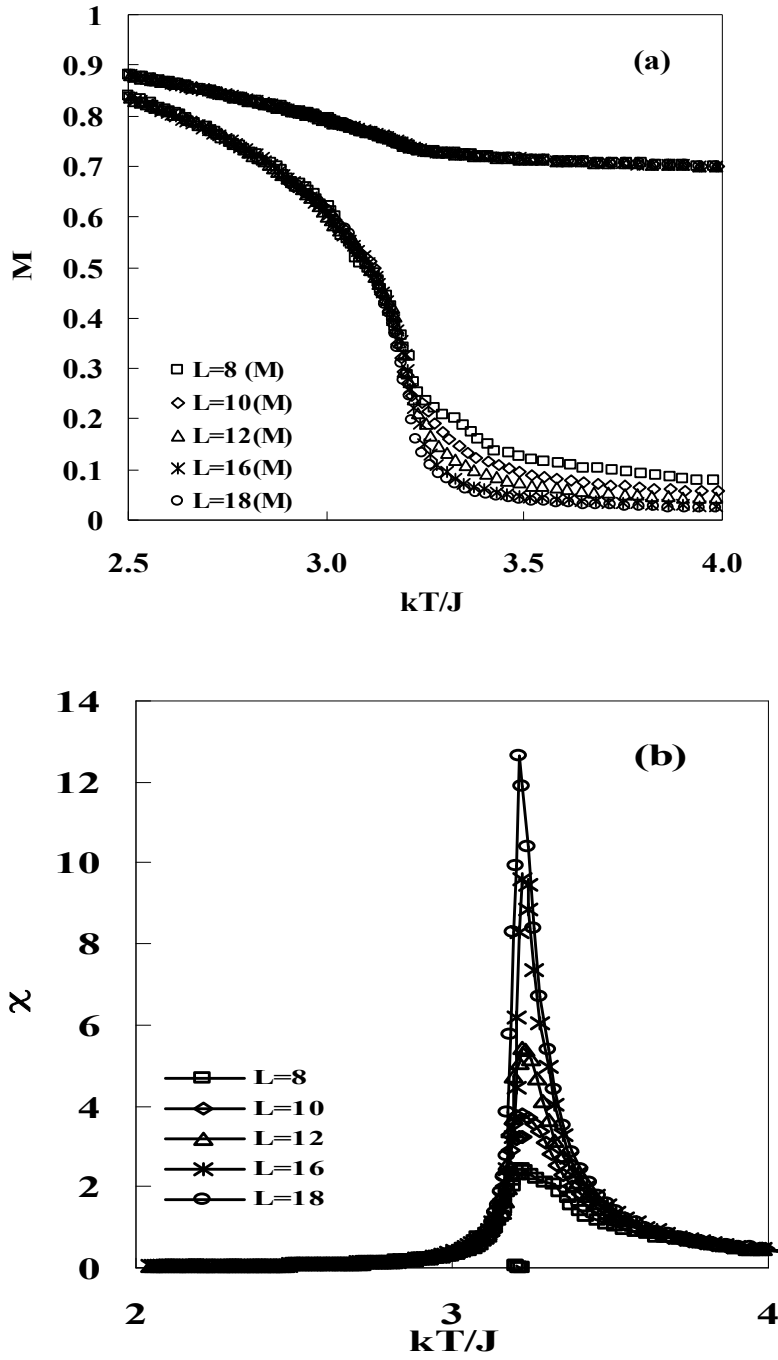 1
(a)
0.9
0.8
0.7
0.6
M
0.5
0.4
0.3
L=8 (M)
L=10(M)
0.2
L=12(M)
0.1
L=16(M)
L=18(M)
0
2.5 3.0 3.5 4.0
kT/J
14
(b)
12
10
8
χ
6
4
L=8
L=10
L=12
2
L=16
L=18
0
2 3 4
kT/J